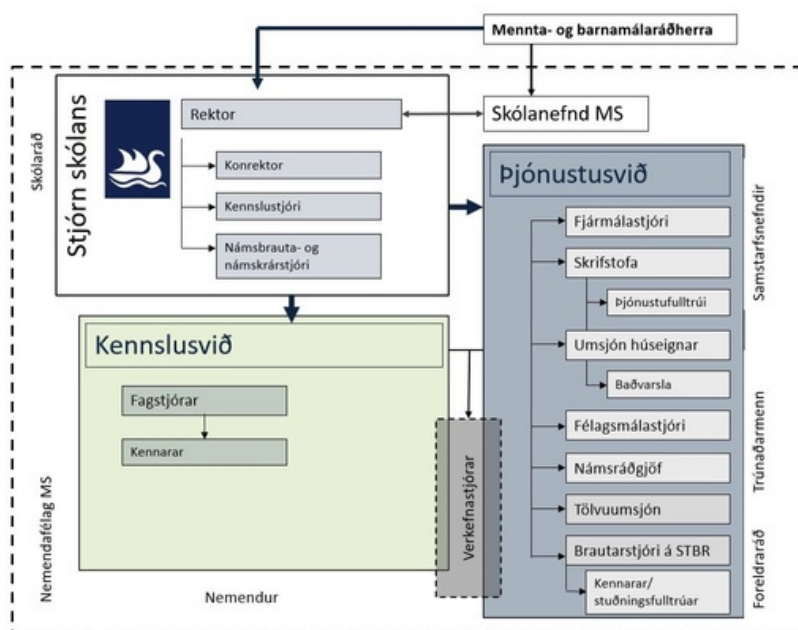 Mennta- og barnamálaráðherra
Stjórn skólans
Rektor
Skólanefnd MS
Konrektor
Kennslustjóri
Námsbrauta- og
námskrárstjóri
Skólaráð
Þjónustusvið
Fjármálastjóri
Skrifstofa
Þjónustufulltrúi
Umsjón húseignar
Baðvarsla
Félagsmálastjóri
Námsráðgjöf
Tölvuumsjón
Brautarstjóri á STBR
Kennarar/
stuðningsfulltrúar
Kennslusvið
Fagstjórar
Kennarar
Verkefnastjórar
Samstarfsnefndir
Trúnaðarmenn
Foreldraráð
Nemendafélag MS
Nemendur